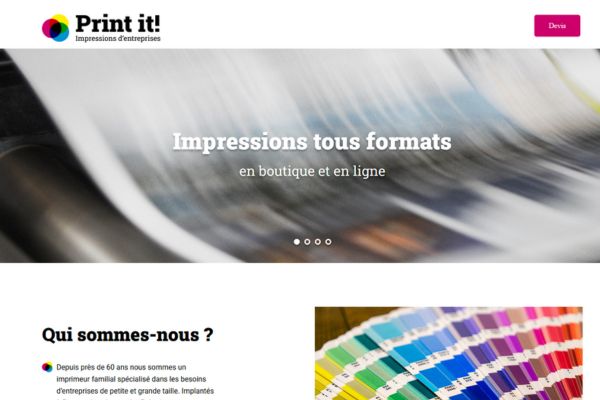 Print it!
Impressions d'entreprises
Devis
Impressions tous formats
en boutique et en ligne
Qui sommes-nous ?
Depuis près de 60 ans nous sommes un
imprimeur familial spécialisé dans les besoins
d'entreprises de petite et grande taille. Implantés